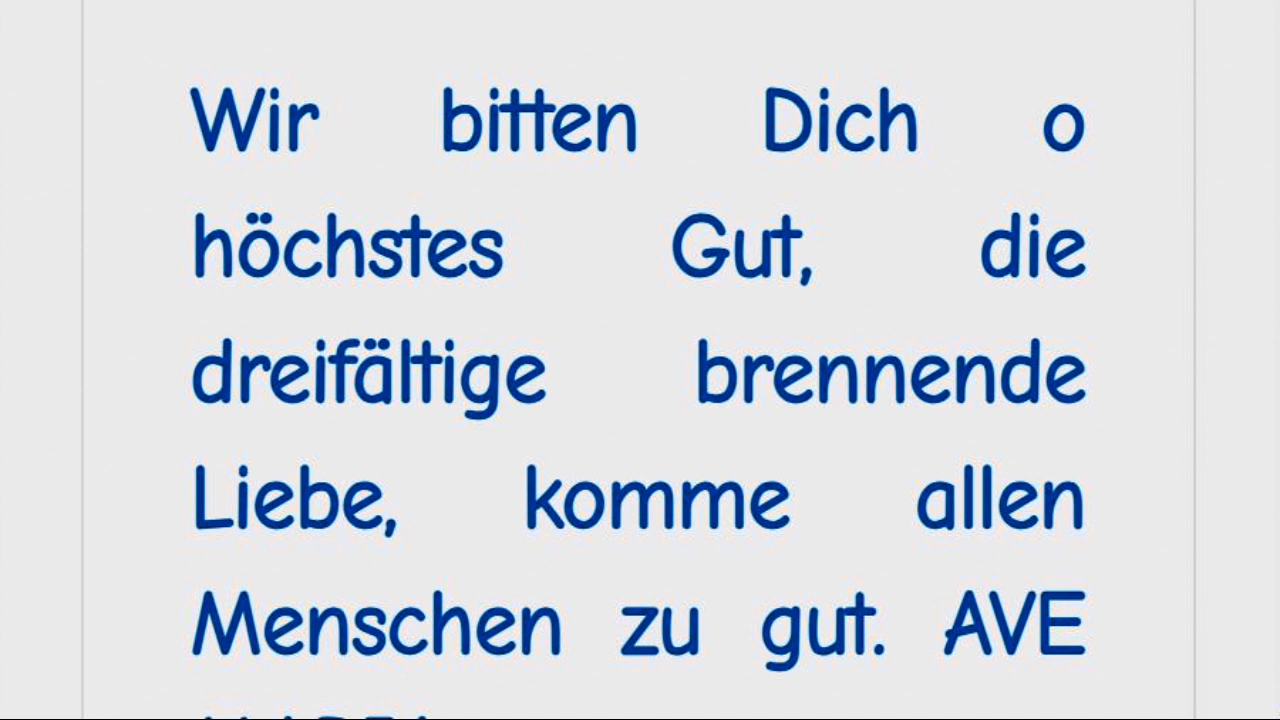 Wir bitten Dich o
höchstes Gut, die
dreifältige brennende
Liebe, komme allen
Menschen zu gut. AVE